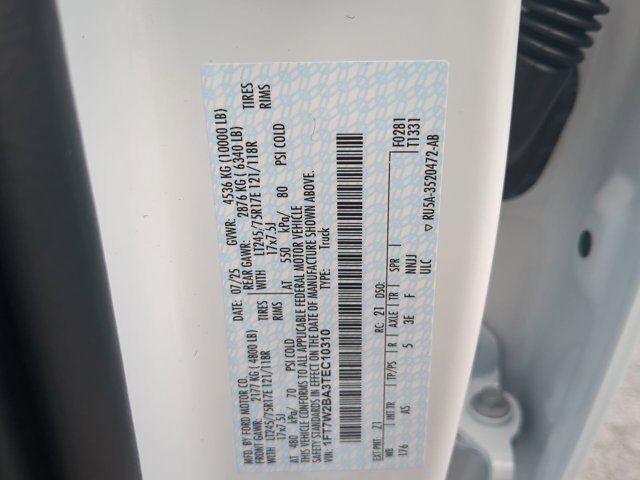 MFD. BY FORD MOTOR CO.
DATE: 07/25 GVWR: 4536 KG (10000 LB)
FRONT GAWR: 2177 KG ( 4800 LB) REAR GAWR: 2876 KG ( 6340 LB)
WITH LT245/75R17E 121/118R TIRES WITH LT245/75R17E 121/118R TIRES
17x7.5J RIMS 17x7.5J RIMS
AT 480 kPa/ 70 PSI COLD AT 550 kPa/ 80 PSI COLD
THIS VEHICLE CONFORMS TO ALL APPLICABLE FEDERAL MOTOR VEHICLE
SAFETY STANDARDS IN EFFECT ON THE DATE OF MANUFACTURE SHOWN ABOVE.
VIN: 1FT7W2BA3TEC10310 TYPE: Truck
F0281
T1331
EXT PNT: Z1 RC: 21 DSO:
WB INT TR TP/PS R AXLE TR SPR
176 AS 5 3E F NNJJ
ULC
▽ RU5A-3520472-AB